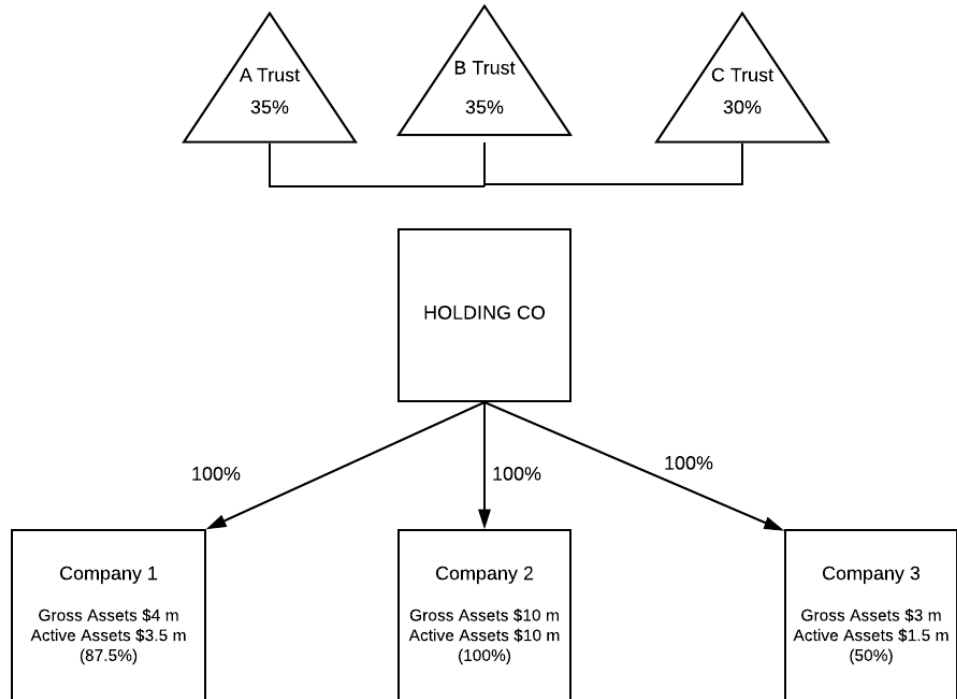 A Trust
35%
B Trust
35%
C Trust
30%
HOLDING CO
100%
100%
100%
Company 1
Gross Assets $4 m
Active Assets $3.5 m
(87.5%)
Company 2
Gross Assets $10 m
Active Assets $10 m
(100%)
Company 3
Gross Assets $3 m
Active Assets $1.5 m
(50%)